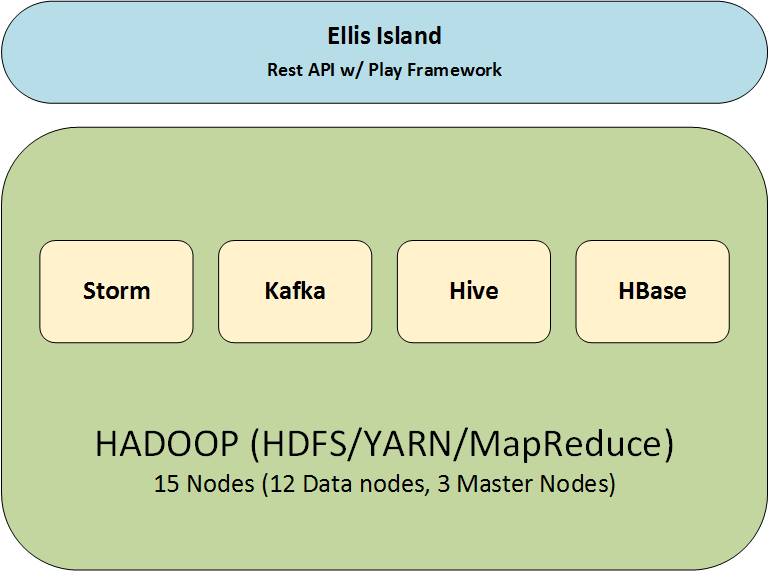 Ellis Island
Rest API w/ Play Framework
Storm
Kafka
Hive
HBase
HADOOP (HDFS/YARN/MapReduce)
15 Nodes (12 Data nodes, 3 Master Nodes)